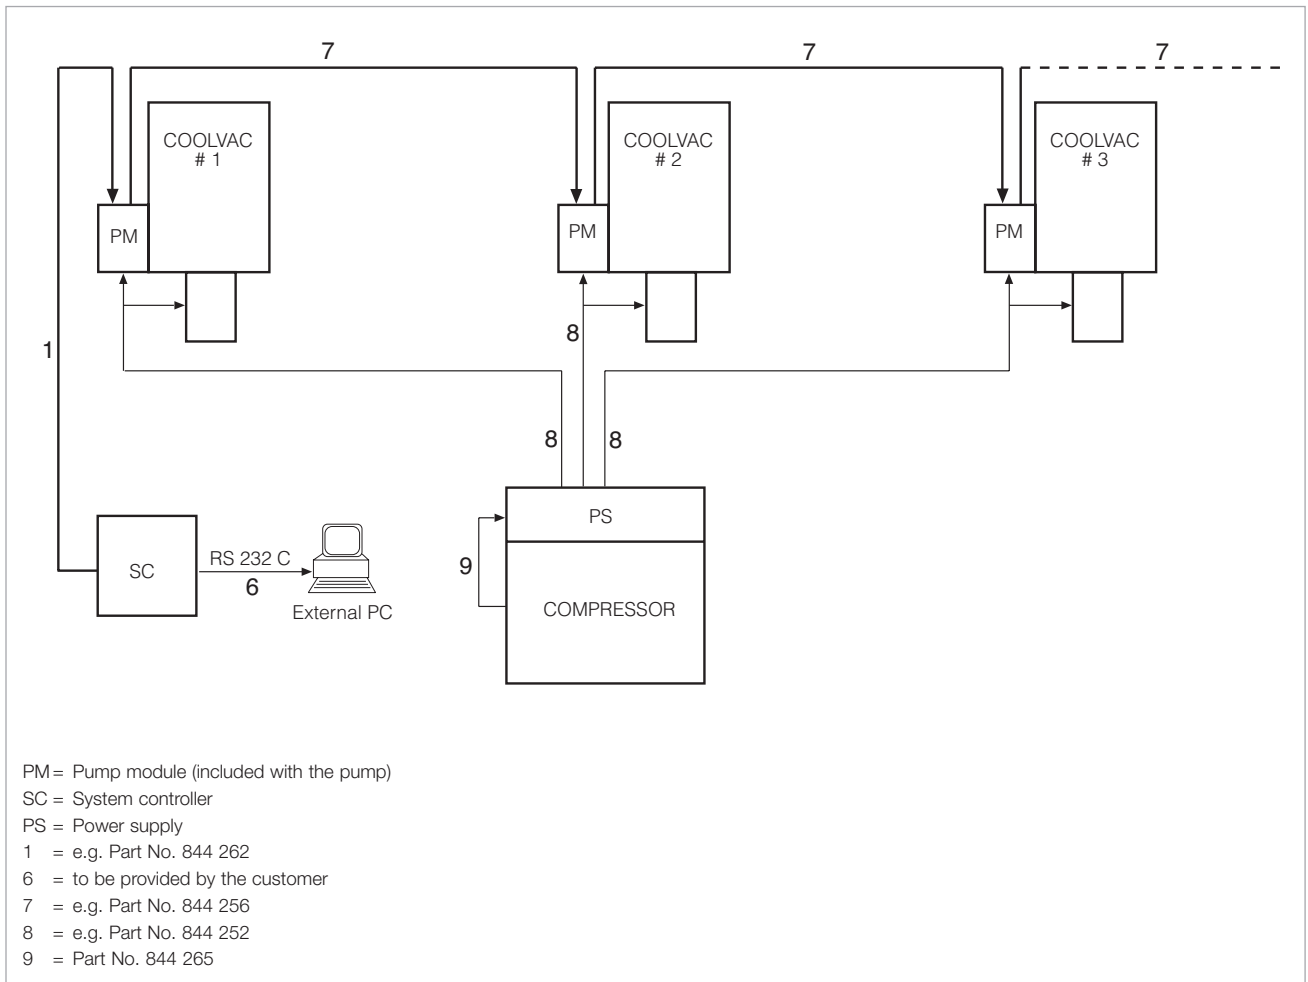 7
7
7
COOLVAC
# 1
COOLVAC
# 2
COOLVAC
# 3
PM
PM
PM
1
8
8
8
PS
9
COMPRESSOR
SC
RS 232 C
6
External PC
PM = Pump module (included with the pump)
SC = System controller
PS = Power supply
1 = e.g. Part No. 844 262
6 = to be provided by the customer
7 = e.g. Part No. 844 256
8 = e.g. Part No. 844 252
9 = Part No. 844 265